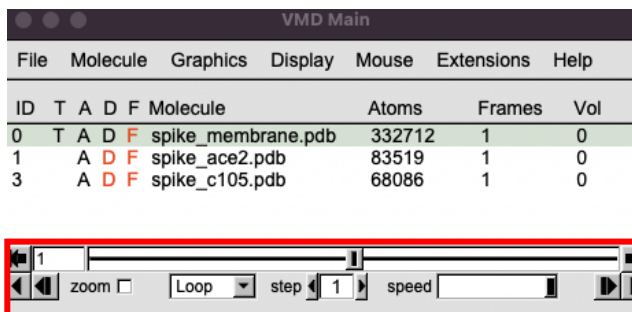 VMD Main
File Molecule Graphics Display Mouse Extensions Help
ID T A D F Molecule Atoms Frames Vol
0 T A D F spike_membrane.pdb 332712 1 0
1 A D F spike_ace2.pdb 83519 1 0
3 A D F spike_c105.pdb 68086 1 0
1
zoom Loop step 1 speed